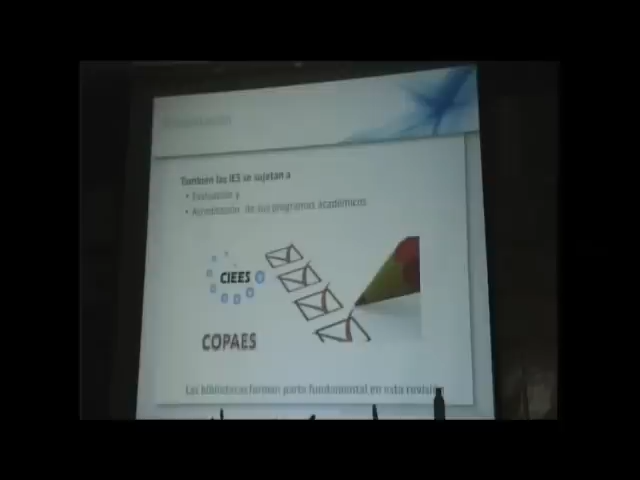 También las IES se sujetan a
• Evaluación y
• Acreditación de sus programas académicos
CIEES
COPAES
Las bibliotecas forman parte fundamental en esta revisión